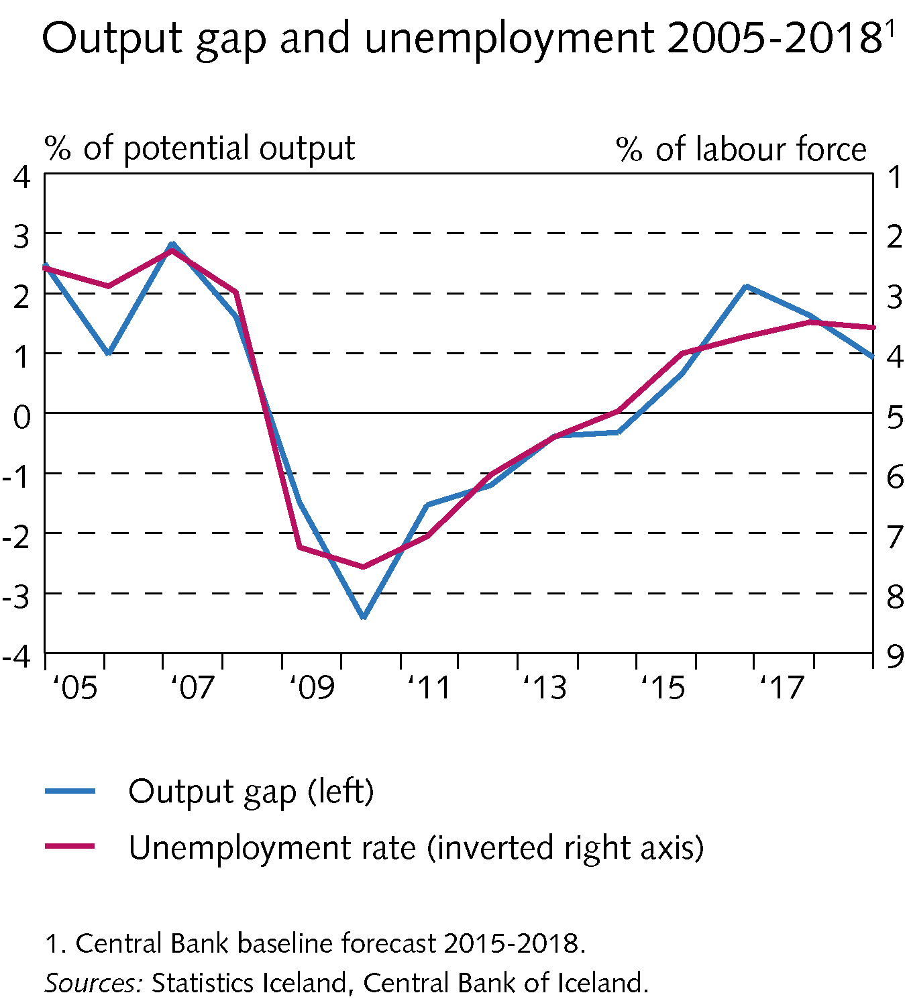 Output gap and unemployment 2005-2018¹
% of potential output % of labour force
4 1
3 2
2 3
1 4
0 5
-1 6
-2 7
-3 8
-4 9
‘05 ‘07 ‘09 ‘11 ‘13 ‘15 ‘17
Output gap (left)
Unemployment rate (inverted right axis)
1. Central Bank baseline forecast 2015-2018.
Sources: Statistics Iceland, Central Bank of Iceland.